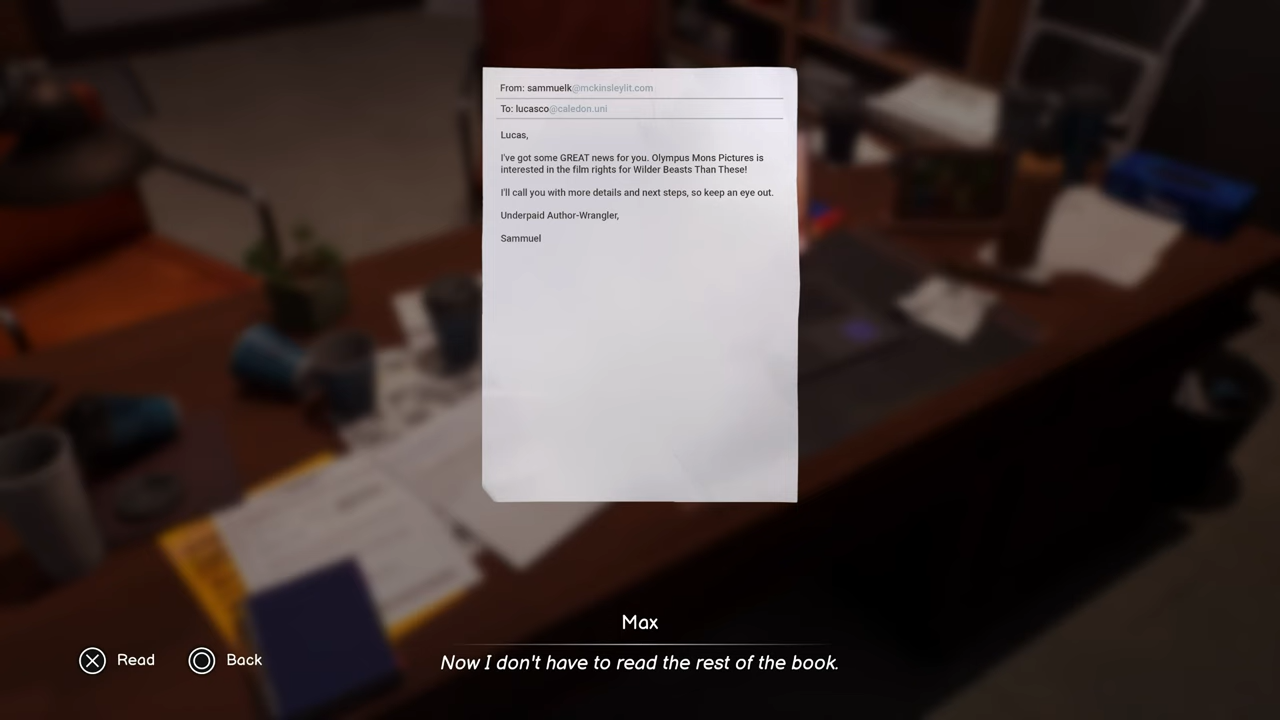 From: sammuelk@mckinsleylit.com
To: lucasco@caledon.uni
Lucas,
I've got some GREAT news for you. Olympus Mons Pictures is
interested in the film rights for Wilder Beasts Than These!
I'll call you with more details and next steps, so keep an eye out.
Underpaid Author-Wrangler,
Sammuel
Max
Now I don't have to read the rest of the book.
Read
Back